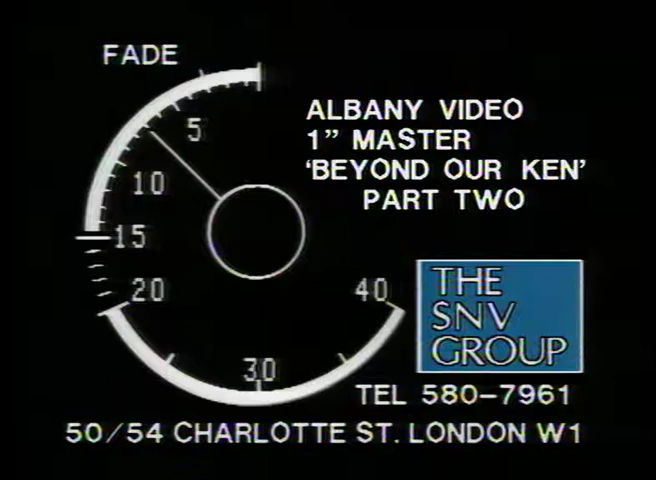 FADE
ALBANY VIDEO
1” MASTER
‘BEYOND OUR KEN’
PART TWO
5
10
15
20
30
40
THE
SNV
GROUP
TEL 580-7961
50/54 CHARLOTTE ST. LONDON W1